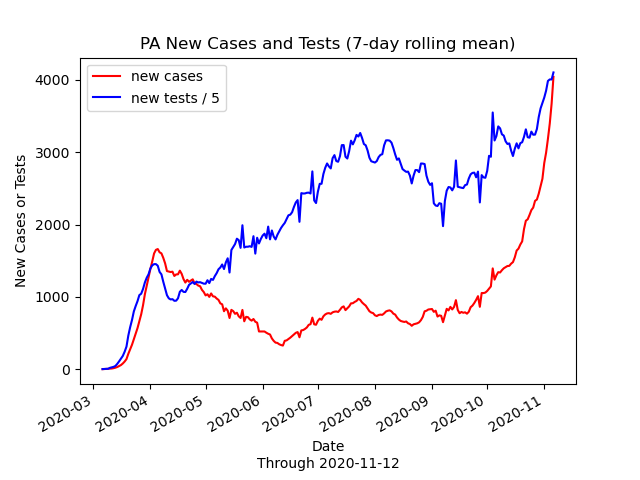 PA New Cases and Tests (7-day rolling mean)
new cases
new tests / 5
New Cases or Tests
4000
3000
2000
1000
0
2020-03
2020-04
2020-05
2020-06
2020-07
2020-08
2020-09
2020-10
2020-11
Date
Through 2020-11-12